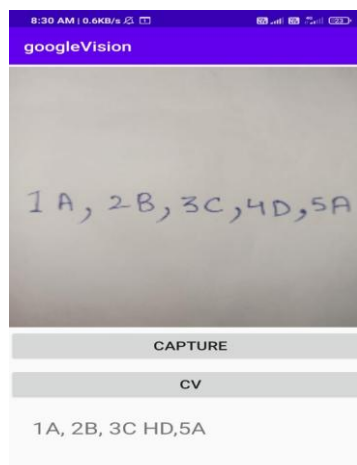 8:30 AM | 0.6KB/s
googleVision
1A, 2B, 3C, 4D, 5A
CAPTURE
CV
1A, 2B, 3C HD,5A